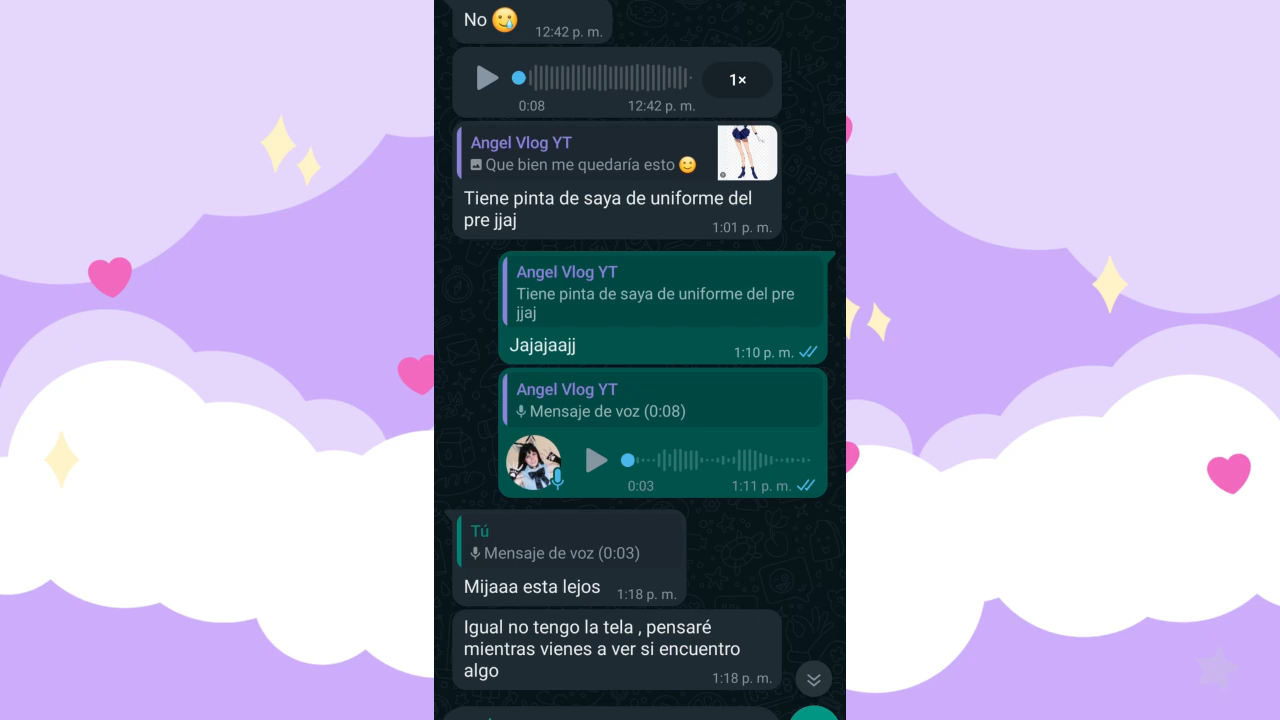 No 🥲
12:42 p. m.
1×
0:08
12:42 p. m.
Angel Vlog YT
Que bien me quedaría esto 😊
Tiene pinta de saya de uniforme del
pre jjaj
1:01 p. m.
Angel Vlog YT
Tiene pinta de saya de uniforme del pre
jjaj
Jajajaajj
1:10 p. m.
Angel Vlog YT
Mensaje de voz (0:08)
0:03
1:11 p. m.
Tú
Mensaje de voz (0:03)
Mijaaa esta lejos
1:18 p. m.
Igual no tengo la tela , pensaré
mientras vienes a ver si encuentro
algo
1:18 p. m.